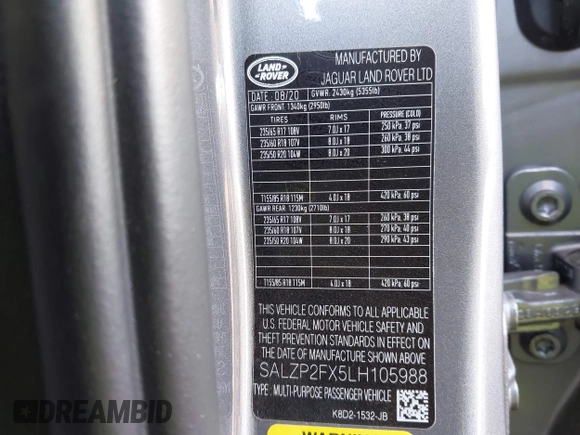 LAND-
ROVER
MANUFACTURED BY
JAGUAR LAND ROVER LTD
DATE 08/20 GVWR. 2430kg (5355lb)
GAWR FRONT. 1340kg (2950lb)
TIRES RIMS PRESSURE (COLD)
235/65 R17 108V 7.0J x 17 250 kPa, 37 psi
235/60 R18 107V 8.0J x 18 260 kPa, 38 psi
235/50 R20 104W 8.0J x 20 300 kPa, 44 psi
T155/85 R18 115M 4.0J x 18 420 kPa, 60 psi
GAWR REAR. 1230kg (2710lb)
235/65 R17 108V 7.0J x 17 260 kPa, 38 psi
235/60 R18 107V 8.0J x 18 270 kPa, 40 psi
235/50 R20 104W 8.0J x 20 290 kPa, 43 psi
T155/85 R18 115M 4.0J x 18 420 kPa, 60 psi
THIS VEHICLE CONFORMS TO ALL APPLICABLE
U.S. FEDERAL MOTOR VEHICLE SAFETY AND
THEFT PREVENTION STANDARDS IN EFFECT ON
THE DATE OF MANUFACTURE SHOWN ABOVE
SALZP2FX5LH105988
TYPE : MULTI-PURPOSE PASSENGER VEHICLE
K8D2-1532-JB
WARNING
DREAMBID